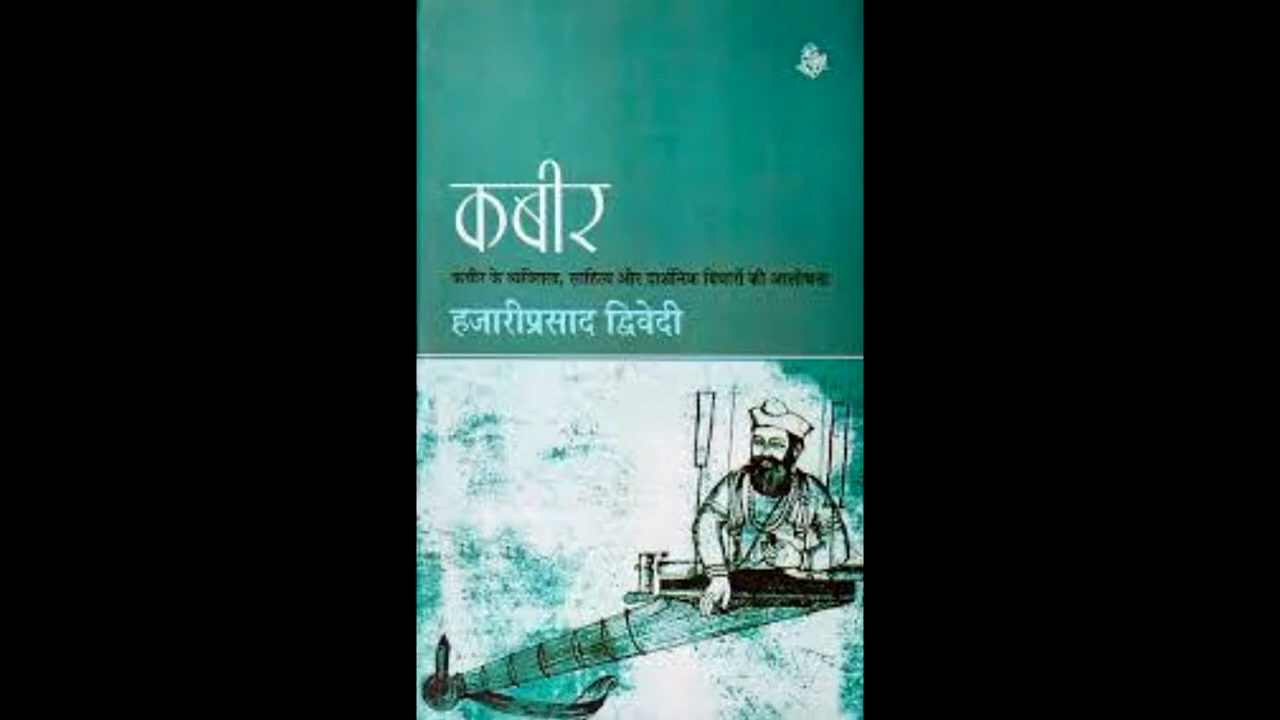 कबीर
कबीर के व्यक्तित्व, साहित्य और दार्शनिक विचारों की आलोचना
हजारीप्रसाद द्विवेदी